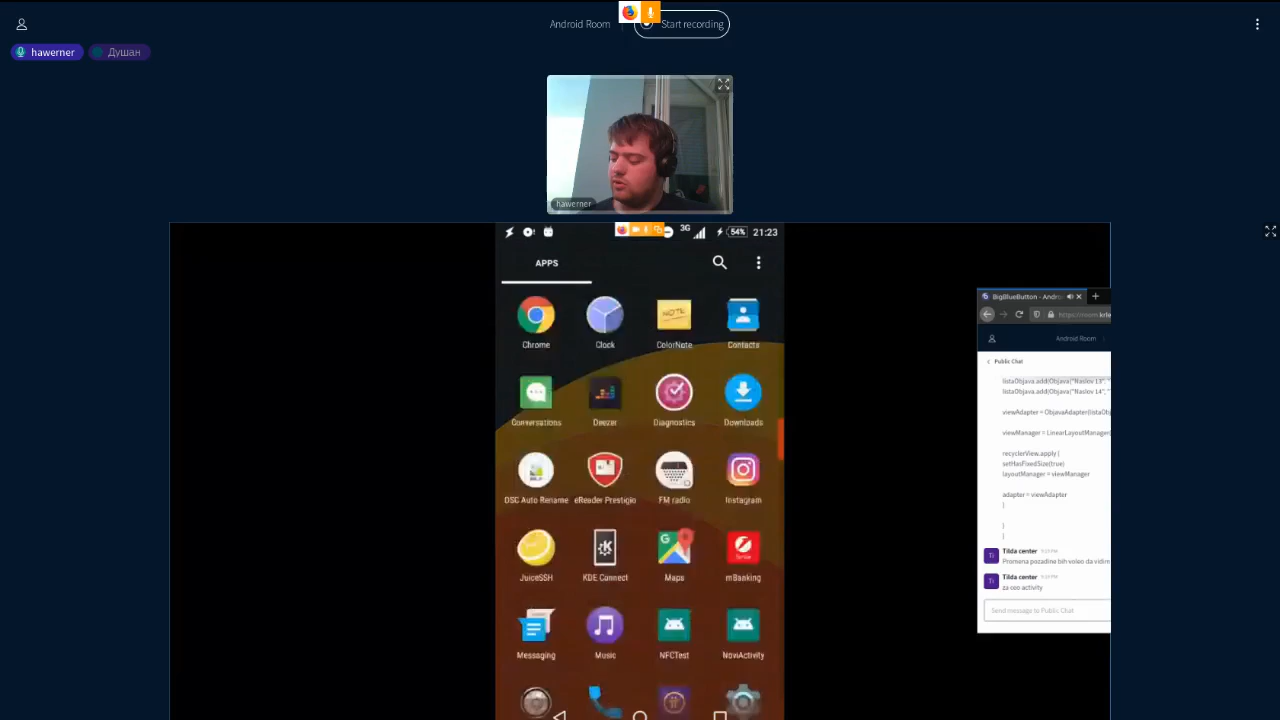 Android Room
Start recording
hawerner
Душан
hawerner
3G
54%
21:23
APPS
Chrome
Clock
ColorNote
Contacts
Conversations
Deezer
Diagnostics
Downloads
DSC Auto Rename
eReader Prestigio
FM radio
Instagram
JuiceSSH
KDE Connect
Maps
mBanking
Messaging
Music
NFCTest
NoviActivity
BigBlueButton - Andro
https://room.
Android Room
Public Chat
listaObjava.add(Objava("Naslov 13", "
listaObjava.add(Objava("Naslov 14", "
viewAdapter = ObjavaAdapter(listaObj
viewManager = LinearLayoutManager(
recyclerView.apply {
setHasFixedSize(true)
layoutManager = viewManager
adapter = viewAdapter
}
}
}
Ti
Tilda center
Promena pozadine bih voleo da vidim
Ti
Tilda center
za ceo activity
Send message to Public Chat